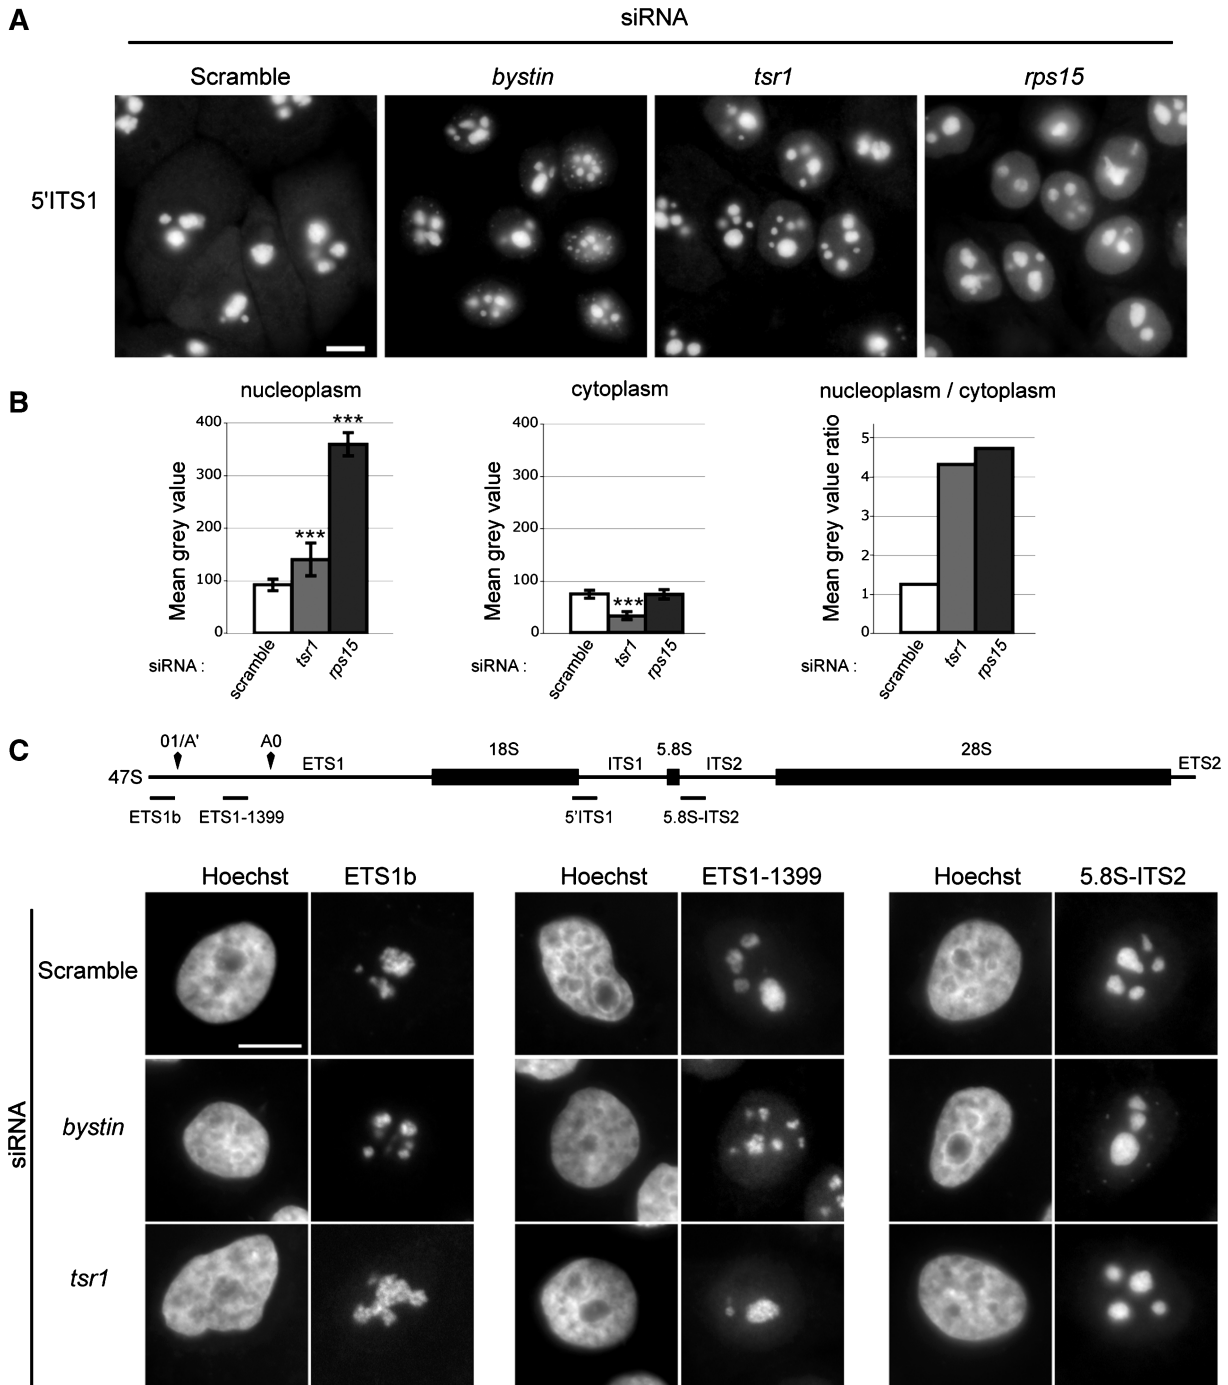 A
siRNA
Scramble bystin tsr1 rps15
5'ITS1
B
nucleoplasm
Mean grey value
400
300
200
100
0
***
***
siRNA :
scramble
tsr1
rps15
cytoplasm
Mean grey value
400
300
200
100
0
***
siRNA :
scramble
tsr1
rps15
nucleoplasm / cytoplasm
Mean grey value ratio
5
4
3
2
1
0
siRNA :
scramble
tsr1
rps15
C
01/A' A0 18S 5.8S 28S
47S ETS1 ITS1 ITS2 ETS2
ETS1b ETS1-1399 5'ITS1 5.8S-ITS2
Hoechst ETS1b Hoechst ETS1-1399 Hoechst 5.8S-ITS2
siRNA
Scramble
bystin
tsr1